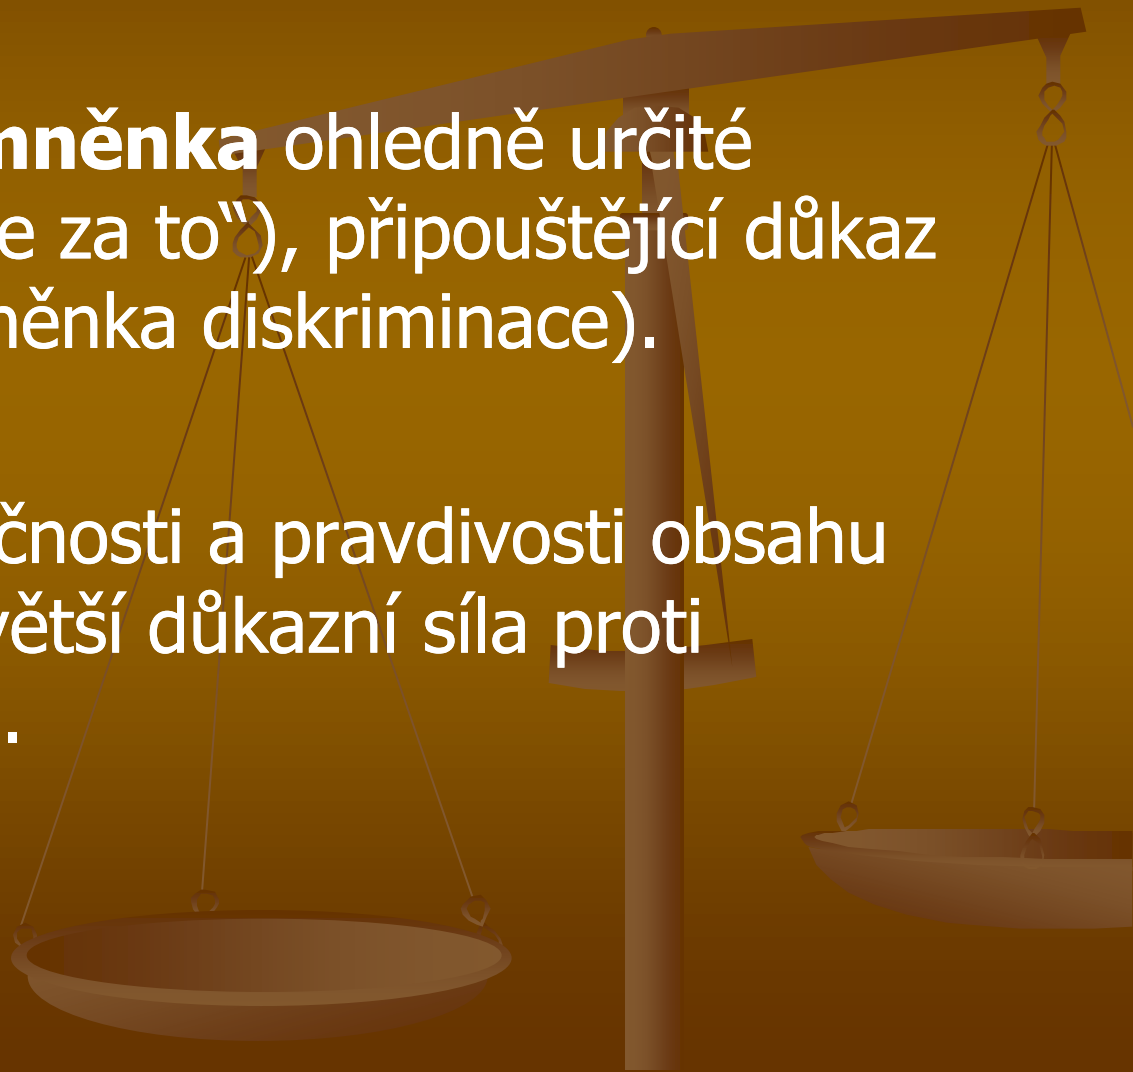 mněnka ohledně určité
e za to“), připouštějící důkaz
něnka diskriminace).
čnosti a pravdivosti obsahu
větší důkazní síla proti
.